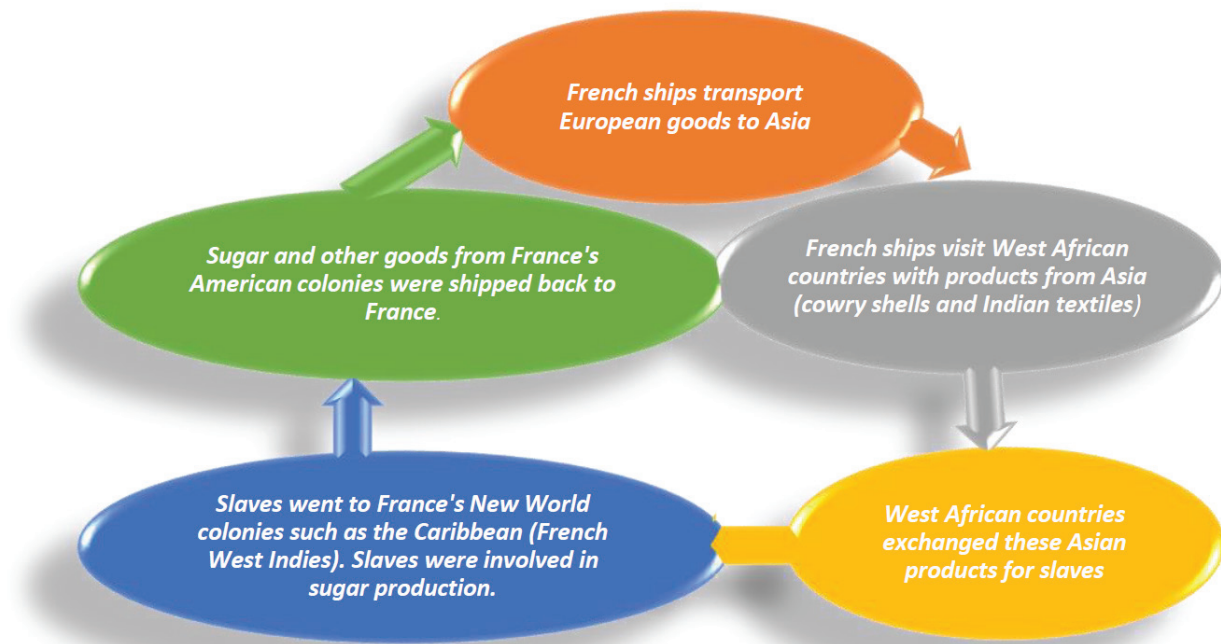 French ships transport
European goods to Asia
French ships visit West African
countries with products from Asia
(cowry shells and Indian textiles)
West African countries
exchanged these Asian
products for slaves
Slaves went to France's New World
colonies such as the Caribbean (French
West Indies). Slaves were involved in
sugar production.
Sugar and other goods from France's
American colonies were shipped back to
France.